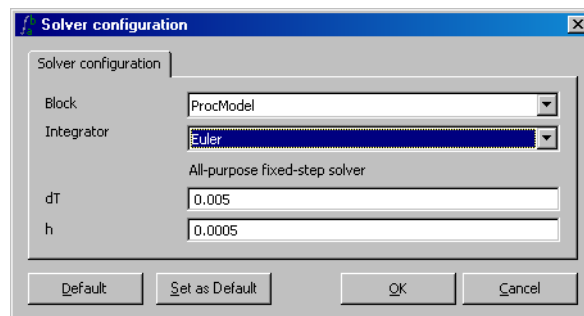 Solver configuration
Solver configuration
Block ProcModel
Integrator Euler
All-purpose fixed-step solver
dT 0.005
h 0.0005
Default Set as Default OK Cancel